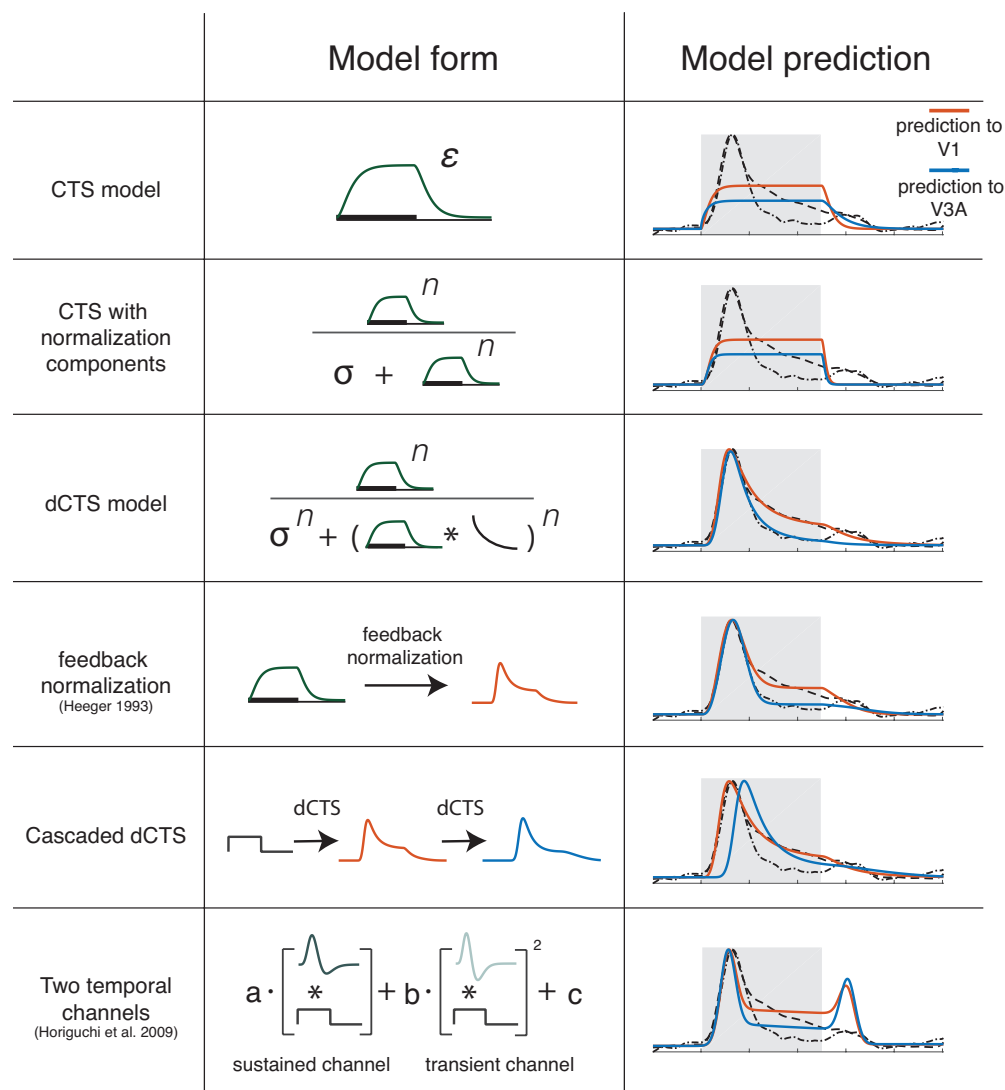 Model form
Model prediction
CTS model
ε
prediction to
V1
prediction to
V3A
CTS with
normalization
components
n
σ + n
dCTS model
n
σ n + ( * ) n
feedback
normalization
(Heeger 1993)
feedback
normalization
Cascaded dCTS
dCTS
dCTS
Two temporal
channels
(Horiguchi et al. 2009)
a · [ * ] + b · [ * ] 2 + c
sustained channel
transient channel